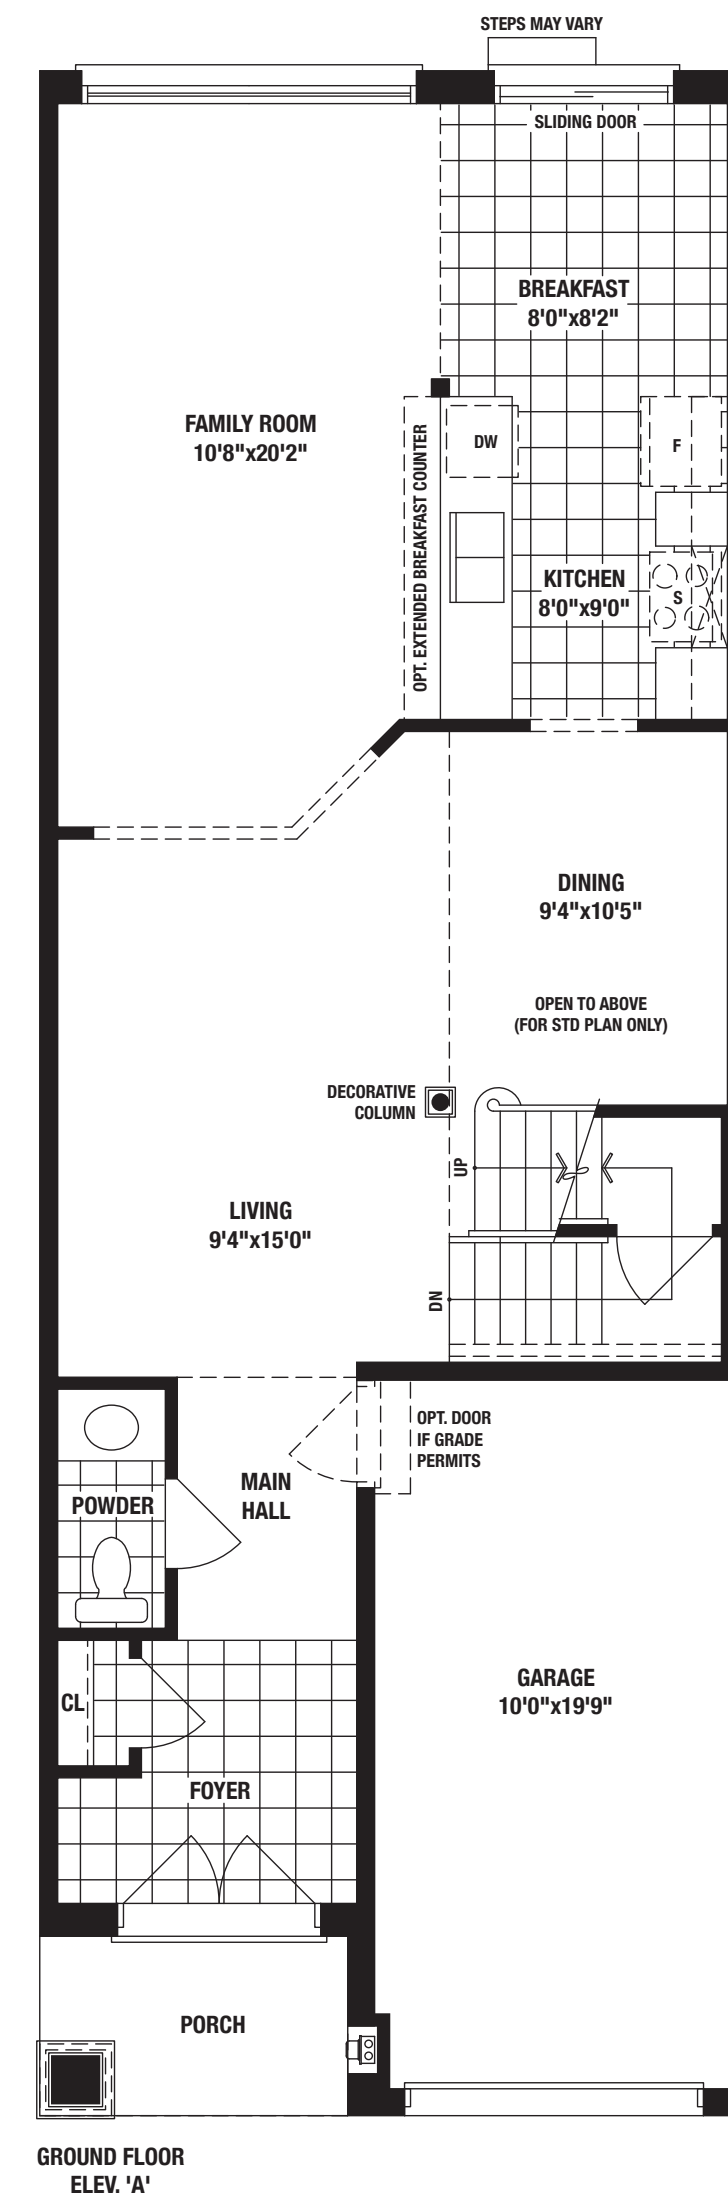 STEPS MAY VARY
SLIDING DOOR
BREAKFAST
8'0"x8'2"
FAMILY ROOM
10'8"x20'2"
OPT. EXTENDED BREAKFAST COUNTER
DW
F
KITCHEN
8'0"x9'0"
S
DINING
9'4"x10'5"
OPEN TO ABOVE
(FOR STD PLAN ONLY)
DECORATIVE
COLUMN
UP
LIVING
9'4"x15'0"
DN
OPT. DOOR
IF GRADE
PERMITS
MAIN
HALL
POWDER
GARAGE
10'0"x19'9"
CL
FOYER
PORCH
GROUND FLOOR
ELEV. 'A'